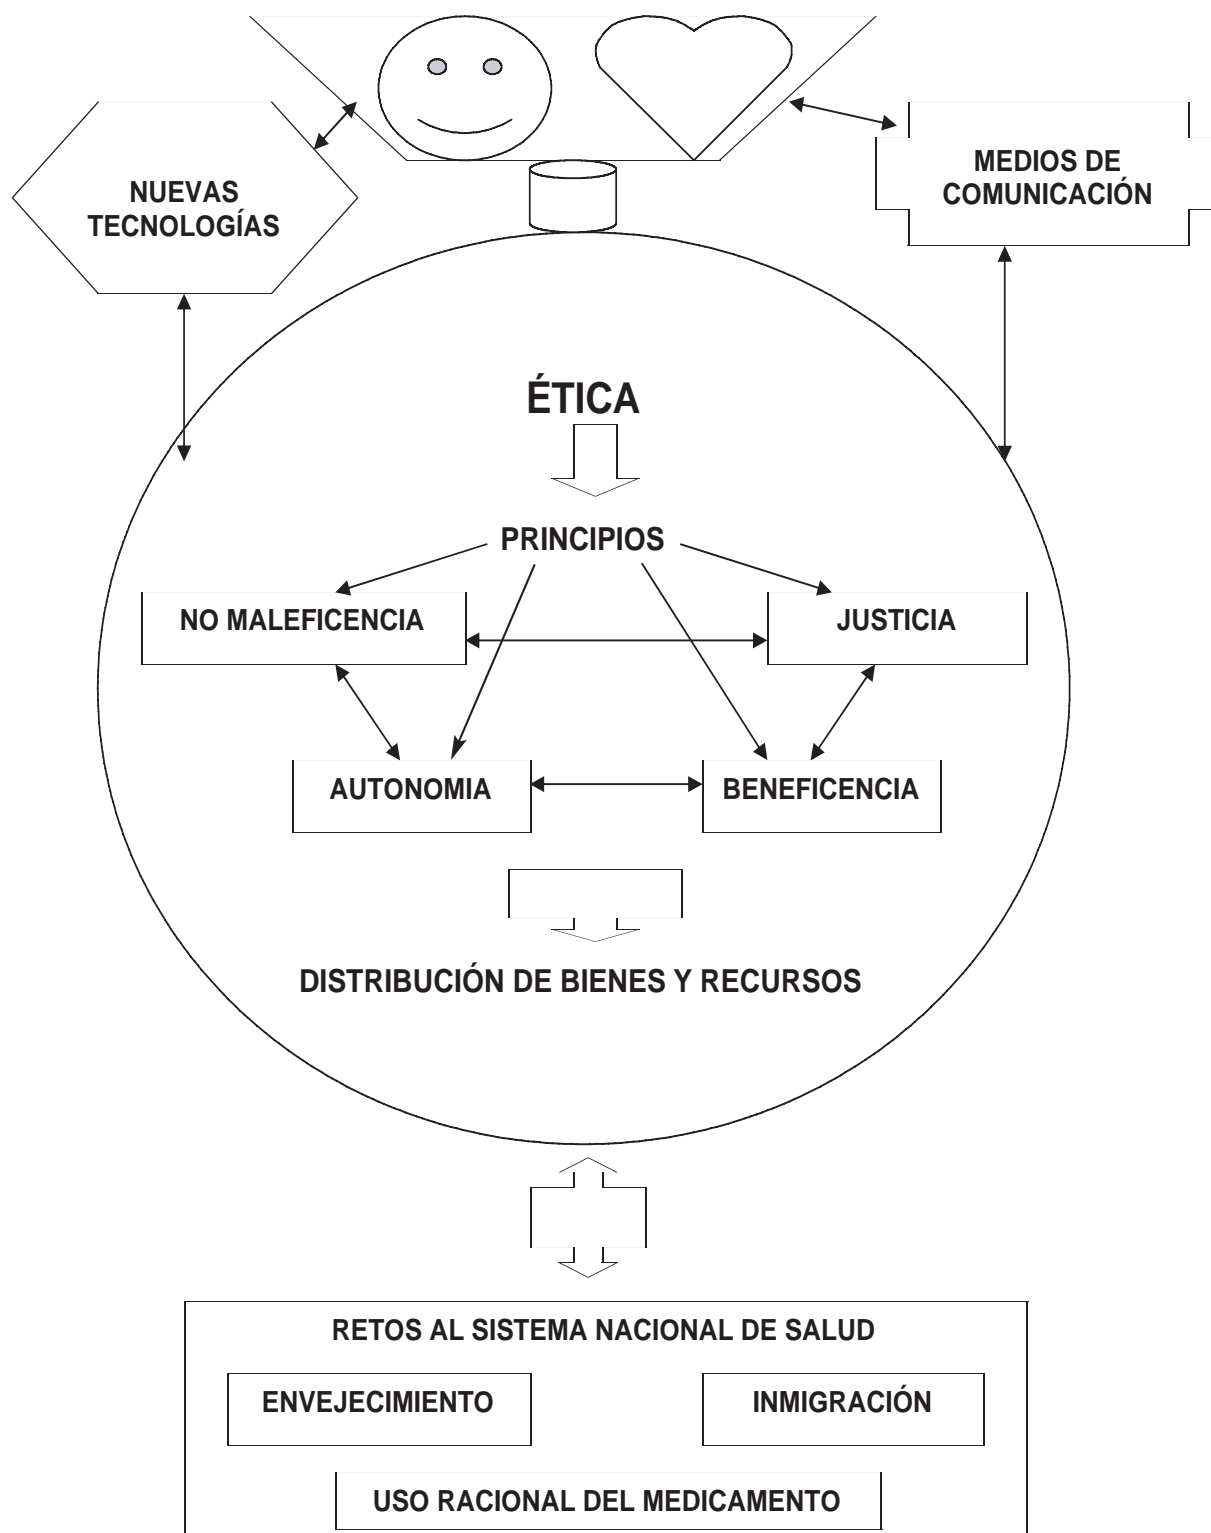 NUEVAS
TECNOLOGÍAS
MEDIOS DE
COMUNICACIÓN
ÉTICA
PRINCIPIOS
NO MALEFICENCIA
JUSTICIA
AUTONOMIA
BENEFICENCIA
DISTRIBUCIÓN DE BIENES Y RECURSOS
RETOS AL SISTEMA NACIONAL DE SALUD
ENVEJECIMIENTO
INMIGRACIÓN
USO RACIONAL DEL MEDICAMENTO